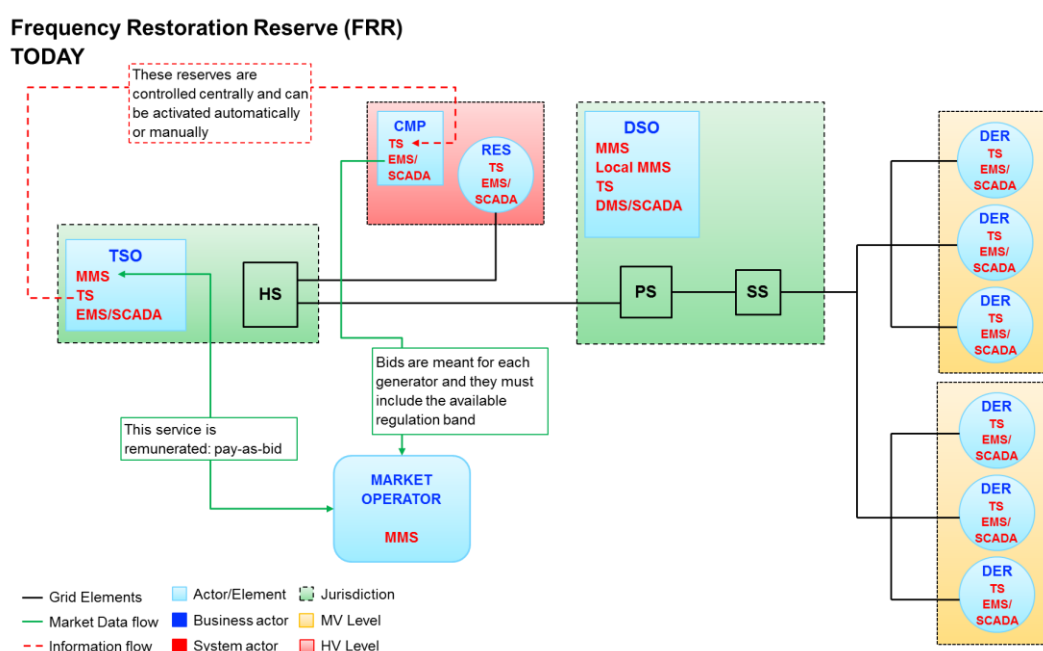 Frequency Restoration Reserve (FRR)
TODAY
These reserves are
controlled centrally and can
be activated automatically
or manually
CMP
TS
EMS/
SCADA
RES
TS
EMS/
SCADA
DSO
MMS
Local MMS
TS
DMS/SCADA
DER
TS
EMS/
SCADA
DER
TS
EMS/
SCADA
DER
TS
EMS/
SCADA
TSO
MMS
TS
EMS/SCADA
HS
PS
SS
Bids are meant for each
generator and they must
include the available
regulation band
This service is
remunerated: pay-as-bid
MARKET
OPERATOR
MMS
DER
TS
EMS/
SCADA
DER
TS
EMS/
SCADA
DER
TS
EMS/
SCADA
Grid Elements
Actor/Element
Jurisdiction
Market Data flow
Business actor
MV Level
Information flow
System actor
HV Level